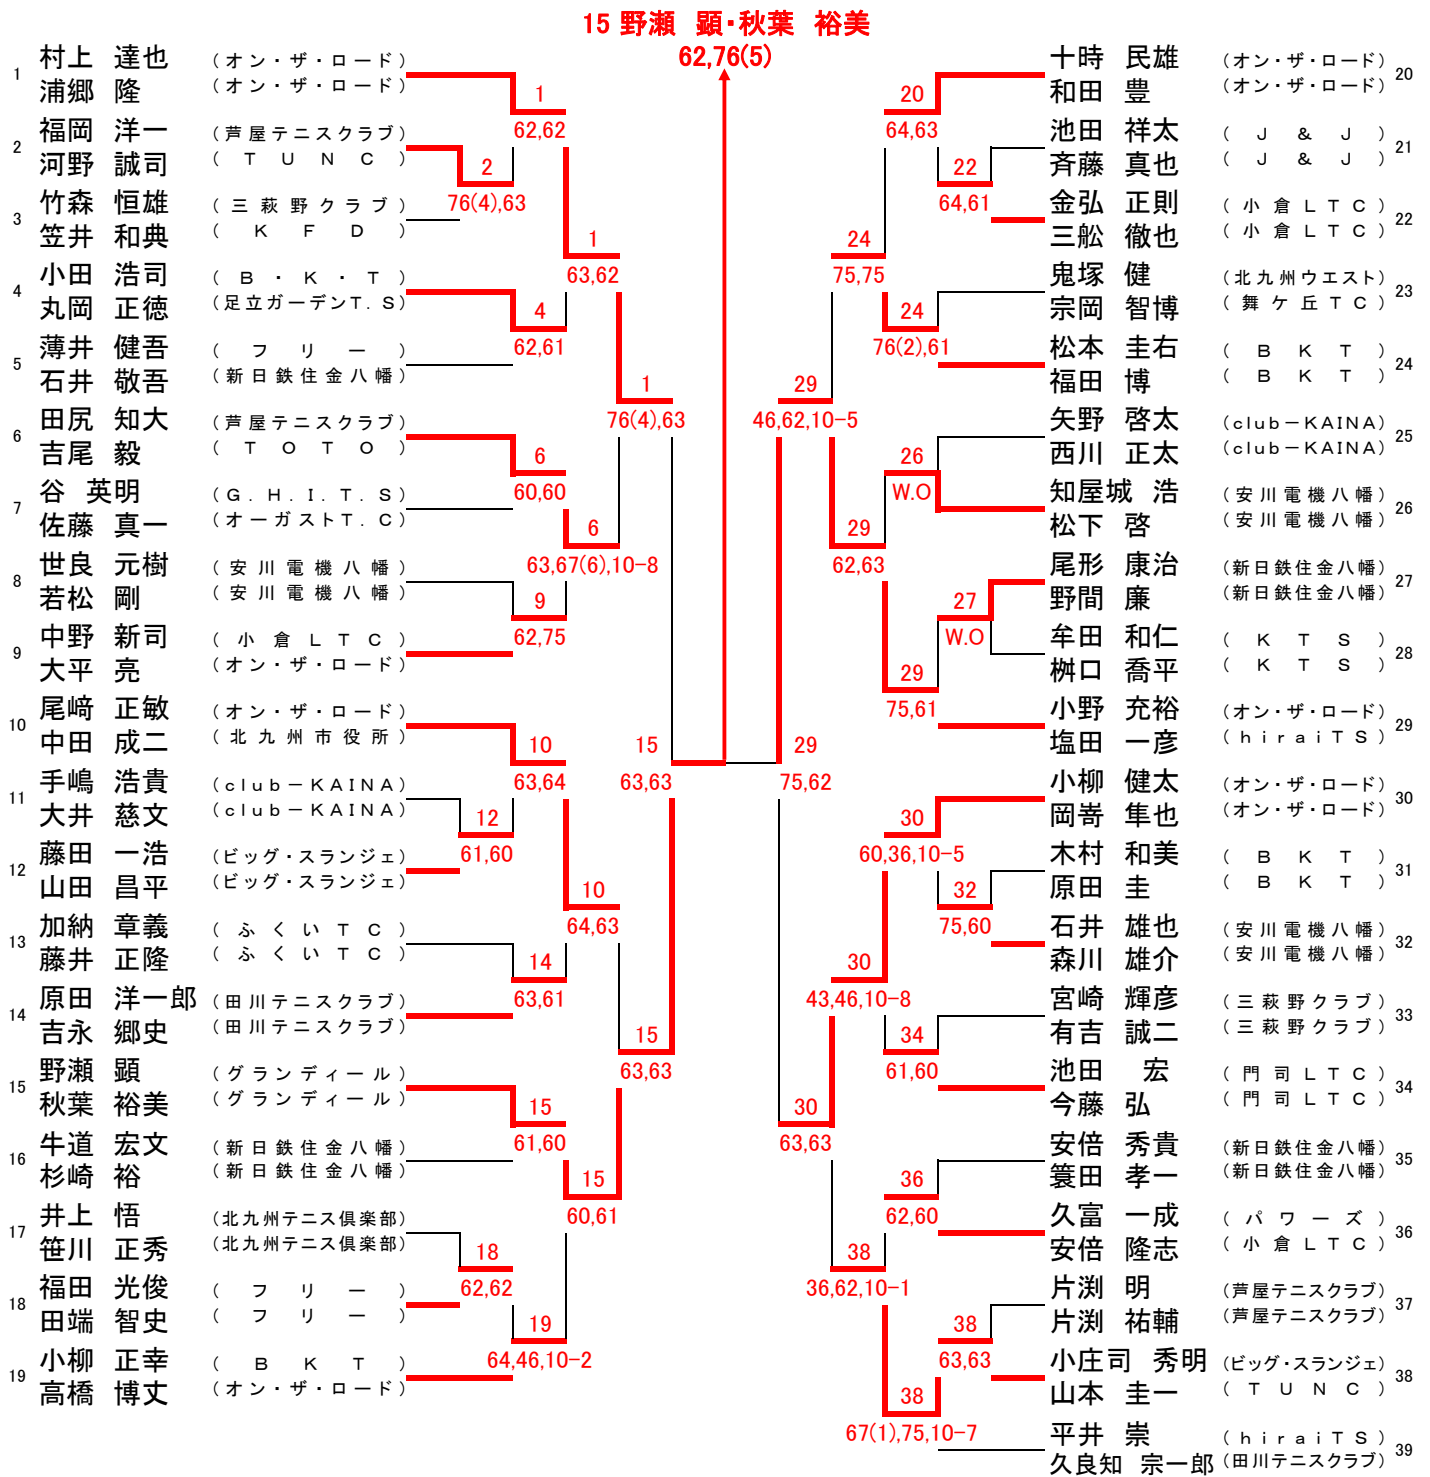 15 野瀬 顕・秋葉 裕美
62,76(5)
1 村上 達也 (オン・ザ・ロード)
浦郷 隆 (オン・ザ・ロード)
2 福岡 洋一 (芦屋テニスクラブ)
河野 誠司 (TUNC)
3 竹森 恒雄 (三萩野クラブ)
笠井 和典 (KFD)
4 小田 浩司 (B・K・T)
丸岡 正徳 (足立ガーデンT.S)
5 薄井 健吾 (フリー)
石井 敬吾 (新日鉄住金八幡)
6 田尻 知大 (芦屋テニスクラブ)
吉尾 毅 (TOTO)
7 谷 英明 (G.H.I.T.S)
佐藤 真一 (オーガストT.C)
8 世良 元樹 (安川電機八幡)
若松 剛 (安川電機八幡)
9 中野 新司 (小倉LTC)
大平 亮 (オン・ザ・ロード)
10 尾﨑 正敏 (オン・ザ・ロード)
中田 成二 (北九州市役所)
11 手嶋 浩貴 (club-KAINA)
大井 慈文 (club-KAINA)
12 藤田 一浩 (ビッグ・スランジェ)
山田 昌平 (ビッグ・スランジェ)
13 加納 章義 (ふくいTC)
藤井 正隆 (ふくいTC)
14 原田 洋一郎 (田川テニスクラブ)
吉永 郷史 (田川テニスクラブ)
15 野瀬 顕 (グランディール)
秋葉 裕美 (グランディール)
16 牛道 宏文 (新日鉄住金八幡)
杉崎 裕 (新日鉄住金八幡)
17 井上 悟 (北九州テニス倶楽部)
笹川 正秀 (北九州テニス倶楽部)
18 福田 光俊 (フリー)
田端 智史 (フリー)
19 小柳 正幸 (BKT)
高橋 博丈 (オン・ザ・ロード)
1
62,62
2
76(4),63
1
63,62
4
62,61
1
76(4),63
6
60,60
6
63,67(6),10-8
9
62,75
10
63,64
12
61,60
10
64,63
14
63,61
15
63,63
15
63,63
15
61,60
15
60,61
18
62,62
19
64,46,10-2
20
64,63
22
64,61
24
75,75
24
76(2),61
29
46,62,10-5
26
W.O
29
62,63
27
W.O
29
75,61
29
75,62
30
60,36,10-5
32
75,60
30
43,46,10-8
34
61,60
30
63,63
36
62,60
38
36,62,10-1
38
63,63
38
67(1),75,10-7
十時 民雄 (オン・ザ・ロード) 20
和田 豊 (オン・ザ・ロード)
池田 祥太 (J & J) 21
斉藤 真也 (J & J)
金弘 正則 (小倉LTC) 22
三舩 徹也 (小倉LTC)
鬼塚 健 (北九州ウエスト) 23
宗岡 智博 (舞ケ丘TC)
松本 圭右 (BKT) 24
福田 博 (BKT)
矢野 啓太 (club-KAINA) 25
西川 正太 (club-KAINA)
知屋城 浩 (安川電機八幡) 26
松下 啓 (安川電機八幡)
尾形 康治 (新日鉄住金八幡) 27
野間 廉 (新日鉄住金八幡)
牟田 和仁 (KTS) 28
桝口 喬平 (KTS)
小野 充裕 (オン・ザ・ロード) 29
塩田 一彦 (hiraiTS)
小柳 健太 (オン・ザ・ロード) 30
岡嵜 隼也 (オン・ザ・ロード)
木村 和美 (BKT) 31
原田 圭 (BKT)
石井 雄也 (安川電機八幡) 32
森川 雄介 (安川電機八幡)
宮崎 輝彦 (三萩野クラブ) 33
有吉 誠二 (三萩野クラブ)
池田 宏 (門司LTC) 34
今藤 弘 (門司LTC)
安倍 秀貴 (新日鉄住金八幡) 35
簑田 孝一 (新日鉄住金八幡)
久富 一成 (パワーズ) 36
安倍 隆志 (小倉LTC)
片渕 明 (芦屋テニスクラブ) 37
片渕 祐輔 (芦屋テニスクラブ)
小庄司 秀明 (ビッグ・スランジェ) 38
山本 圭一 (TUNC)
平井 崇 (hiraiTS) 39
久良知 宗一郎 (田川テニスクラブ)